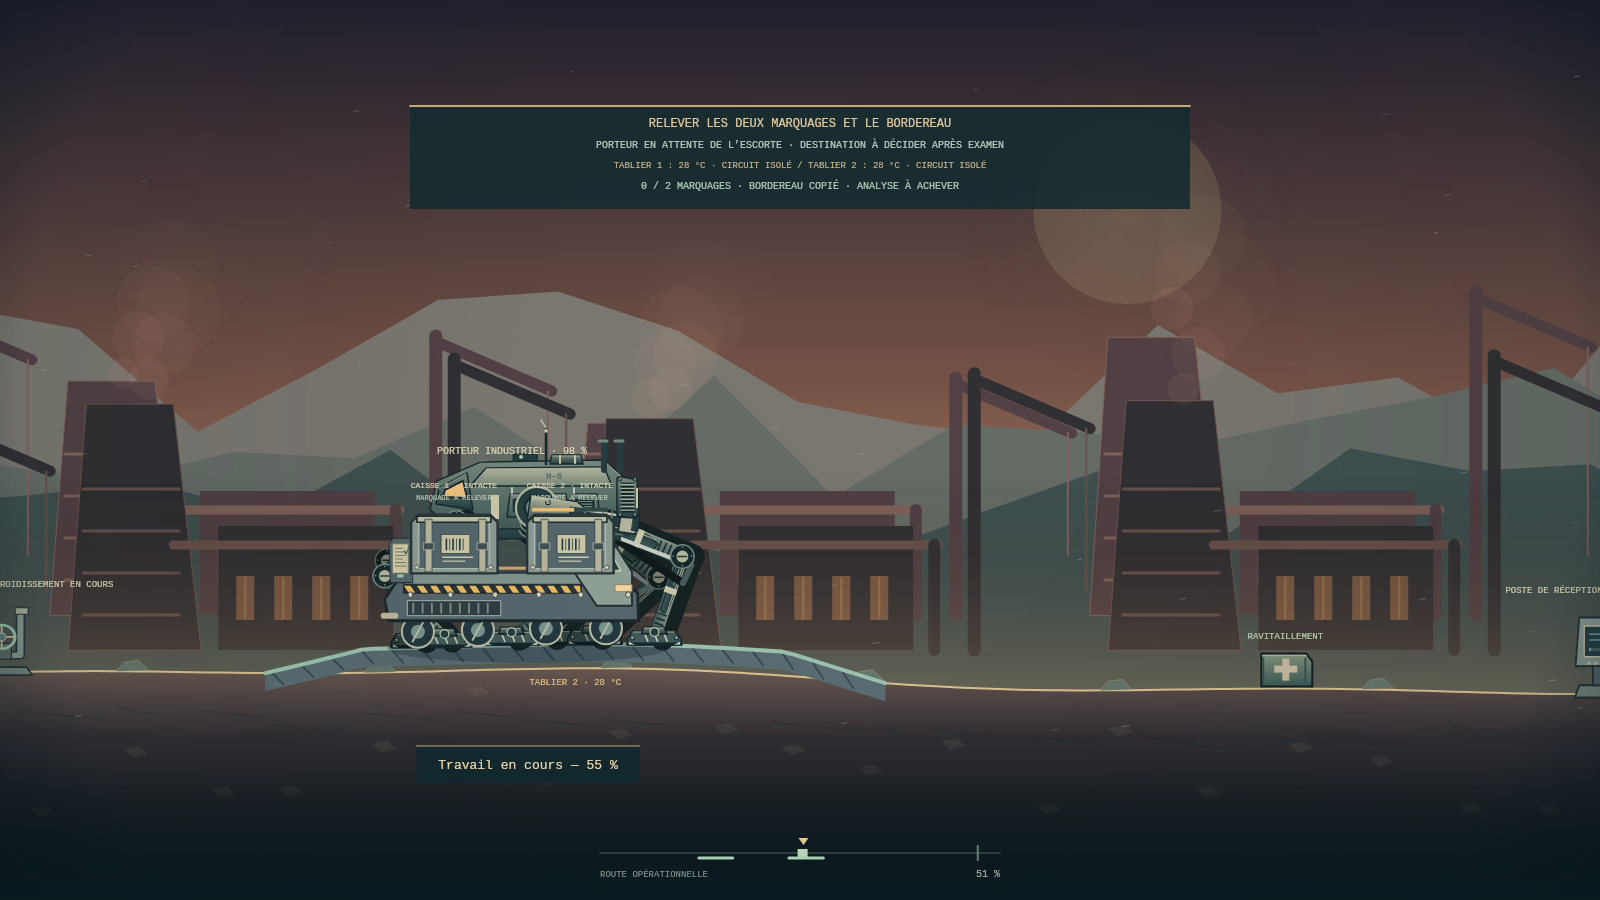 RELEVER LES DEUX MARQUAGES ET LE BORDEREAU
PORTEUR EN ATTENTE DE L'ESCORTE · DESTINATION À DÉCIDER APRÈS EXAMEN
TABLIER 1 : 28 °C · CIRCUIT ISOLÉ / TABLIER 2 : 28 °C · CIRCUIT ISOLÉ
0 / 2 MARQUAGES · BORDEREAU COPIÉ · ANALYSE À ACHEVER
PORTEUR INDUSTRIEL · 98 %
H-6
CAISSE 1 · INTACTE
CAISSE 2 · INTACTE
MARQUAGE À RELEVER
MARQUAGE À RELEVER
ROIDISSEMENT EN COURS
POSTE DE RÉCEPTION
RAVITAILLEMENT
TABLIER 2 · 28 °C
Travail en cours — 55 %
ROUTE OPÉRATIONNELLE
51 %